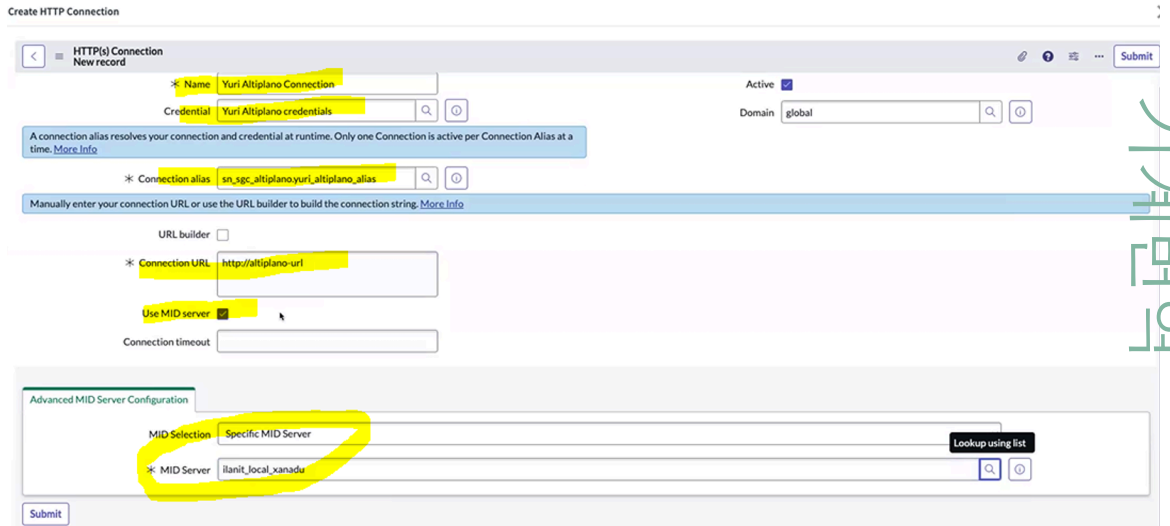 Create HTTP Connection
HTTP(s) Connection
New record
Submit
* Name Yuri Altiplano Connection
Active
Credential Yuri Altiplano credentials
Domain global
A connection alias resolves your connection and credential at runtime. Only one Connection is active per Connection Alias at a
time. More Info
* Connection alias sn_sgc_altiplano.yuri_altiplano_alias
Manually enter your connection URL or use the URL builder to build the connection string. More Info
URL builder
* Connection URL http://altiplano-url
Use MID server
Connection timeout
Advanced MID Server Configuration
MID Selection Specific MID Server
Lookup using list
* MID Server ilanit_local_xanadu
Submit